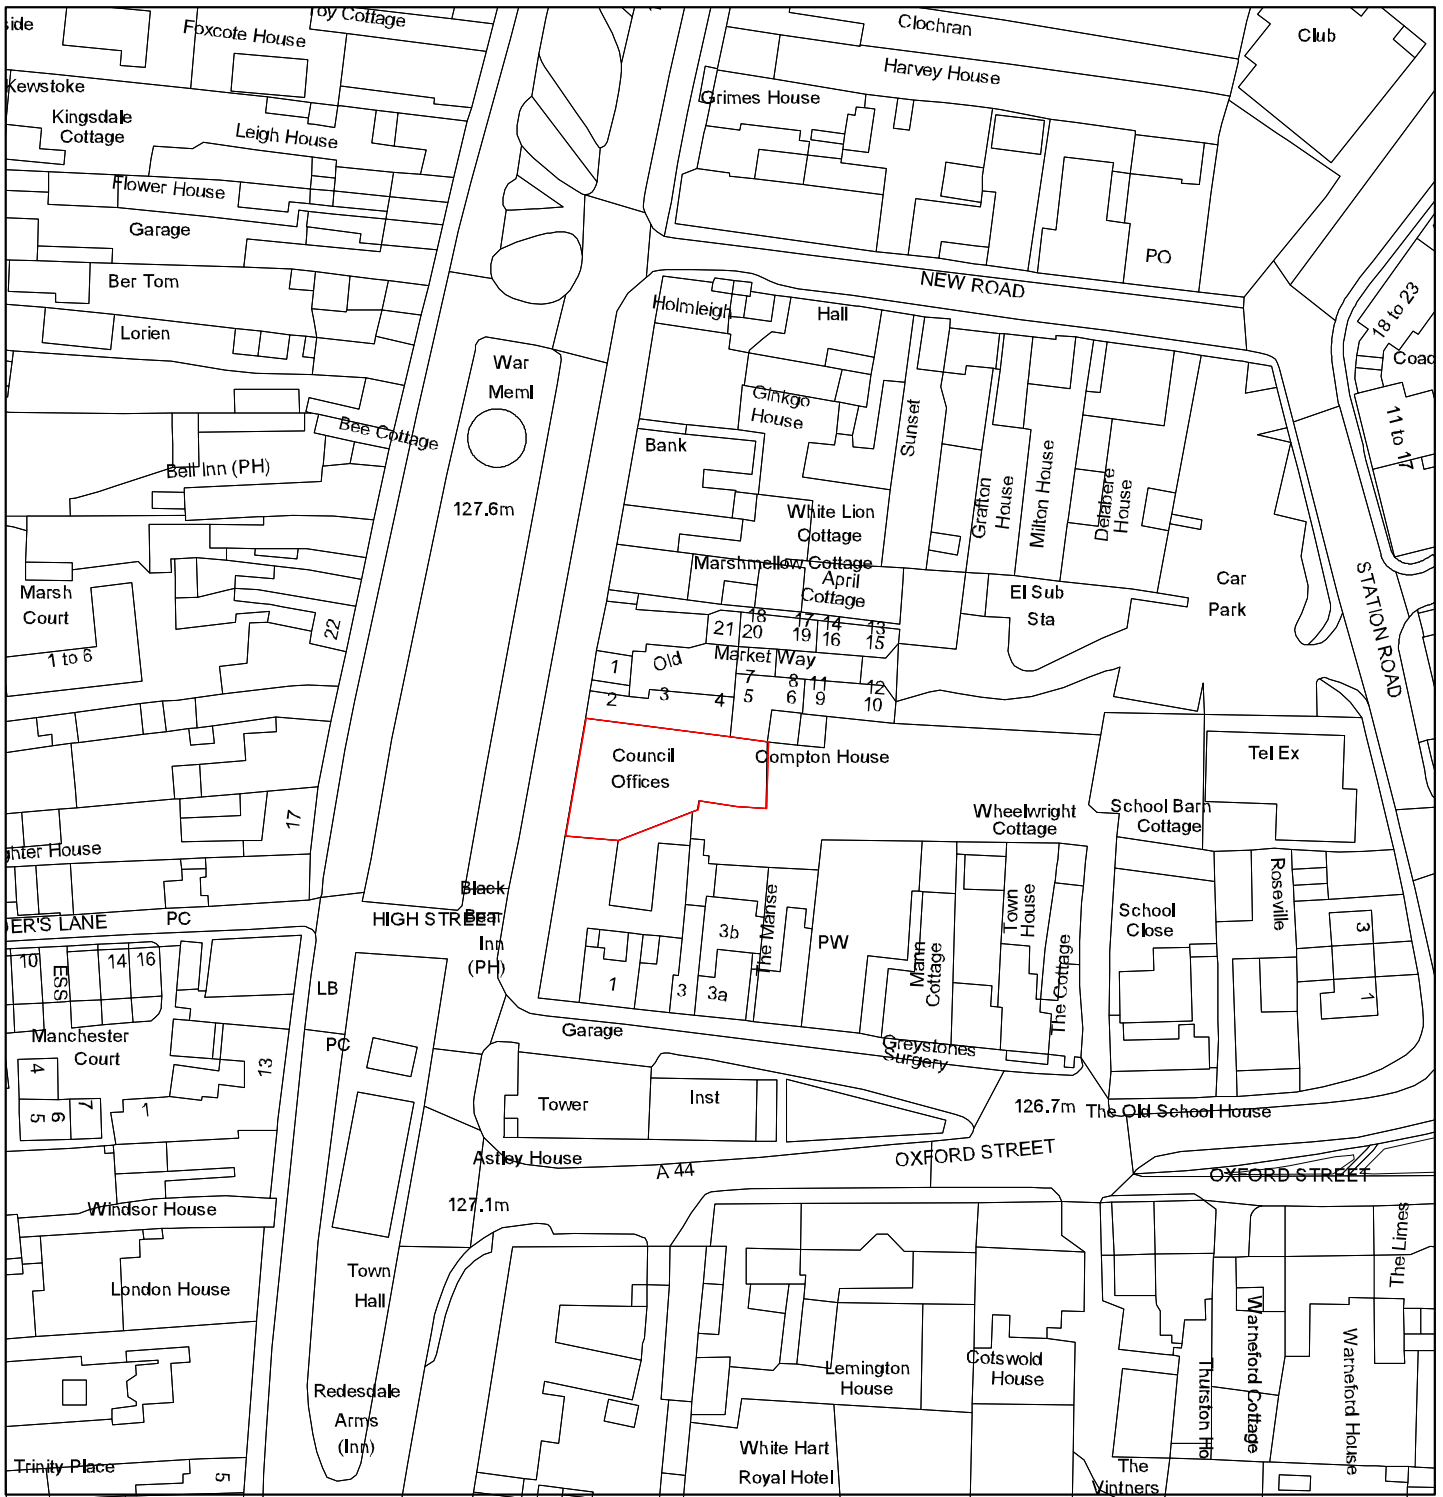 side
Foxcote House
oy Cottage
Clochran
Club
Kewstoke
Harvey House
Kingsdale
Cottage
Leigh House
Grimes House
Flower House
Garage
PO
Ber Tom
NEW ROAD
Holmleigh
Hall
18 to 23
Lorien
War
Meml
Coac
Ginkgo
House
Sunset
11 to 17
Bee Cottage
Bank
Bell Inn (PH)
127.6m
White Lion
Cottage
Grafton
House
Milton House
Delabere
House
Marshmellow Cottage
April
Cottage
El Sub
Sta
Car
Park
STATION ROAD
Marsh
Court
1 to 6
22
21
18
20
17
19
14
16
13
15
1
Old
Market Way
2
3
4
7
5
8
6
11
9
12
10
Council
Offices
Compton House
Tel Ex
17
Wheelwright
Cottage
School Barn
Cottage
ghter House
Black
Bear
Inn
(PH)
HIGH STREET
DER'S LANE
PC
Town
House
Roseville
School
Close
3
1
10
ESS
14
16
3b
The Manse
PW
Mann
Cottage
The Cottage
LB
1
3
3a
Manchester
Court
PC
Garage
Greystones
Surgery
13
4
5
6
7
1
Tower
Inst
126.7m
The Old School House
Astley House
A 44
OXFORD STREET
OXFORD STREET
Windsor House
127.1m
The Limes
London House
Town
Hall
Lemington
House
Cotswold
House
Thurston Ho
Warneford Cottage
Warneford House
Redesdale
Arms
(Inn)
Trinity Place
5
White Hart
Royal Hotel
The
Vintners